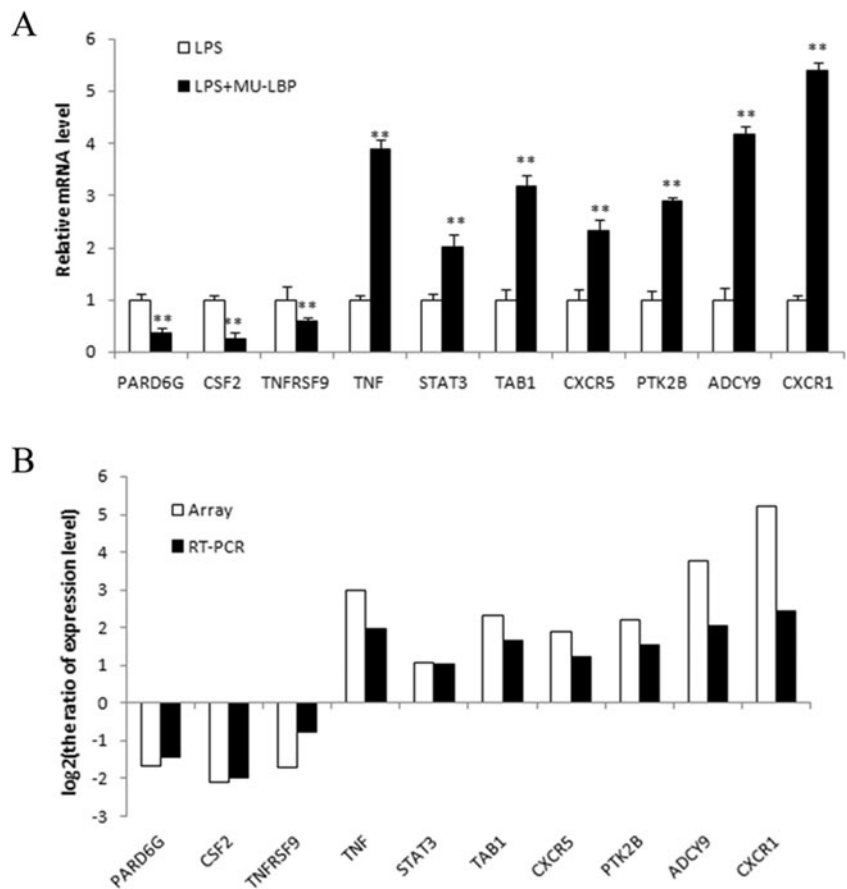 A
Relative mRNA level
6
5
4
3
2
1
0
LPS
LPS+MU-LBP
** ** ** ** ** ** ** ** ** **
PARD6G CSF2 TNFRSF9 TNF STAT3 TAB1 CXCR5 PTK2B ADCY9 CXCR1
B
log2(the ratio of expression level)
6
5
4
3
2
1
0
-1
-2
-3
Array
RT-PCR
PARD6G CSF2 TNFRSF9 TNF STAT3 TAB1 CXCR5 PTK2B ADCY9 CXCR1